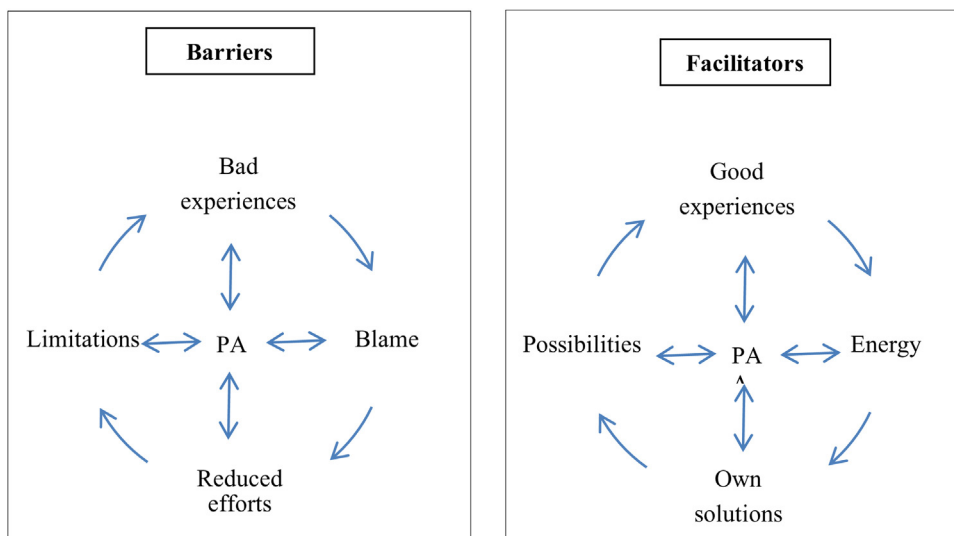 Barriers
Bad
experiences
Limitations
PA
Blame
Reduced
efforts
Facilitators
Good
experiences
Possibilities
PA
Energy
Own
solutions